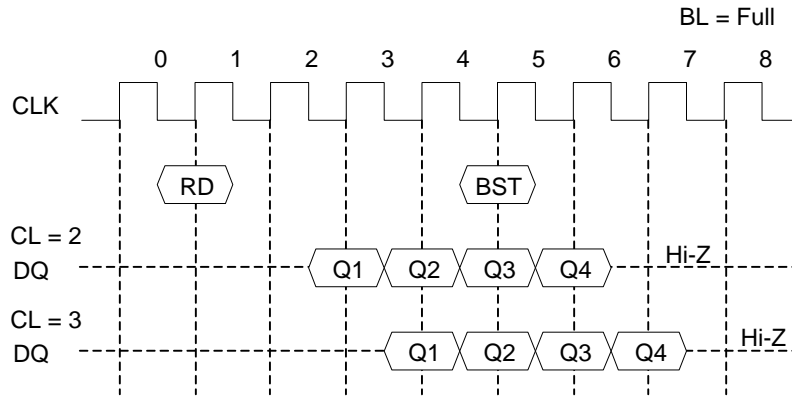 BL = Full
0 1 2 3 4 5 6 7 8
CLK
RD BST
CL = 2
DQ Q1 Q2 Q3 Q4 Hi-Z
CL = 3
DQ Q1 Q2 Q3 Q4 Hi-Z